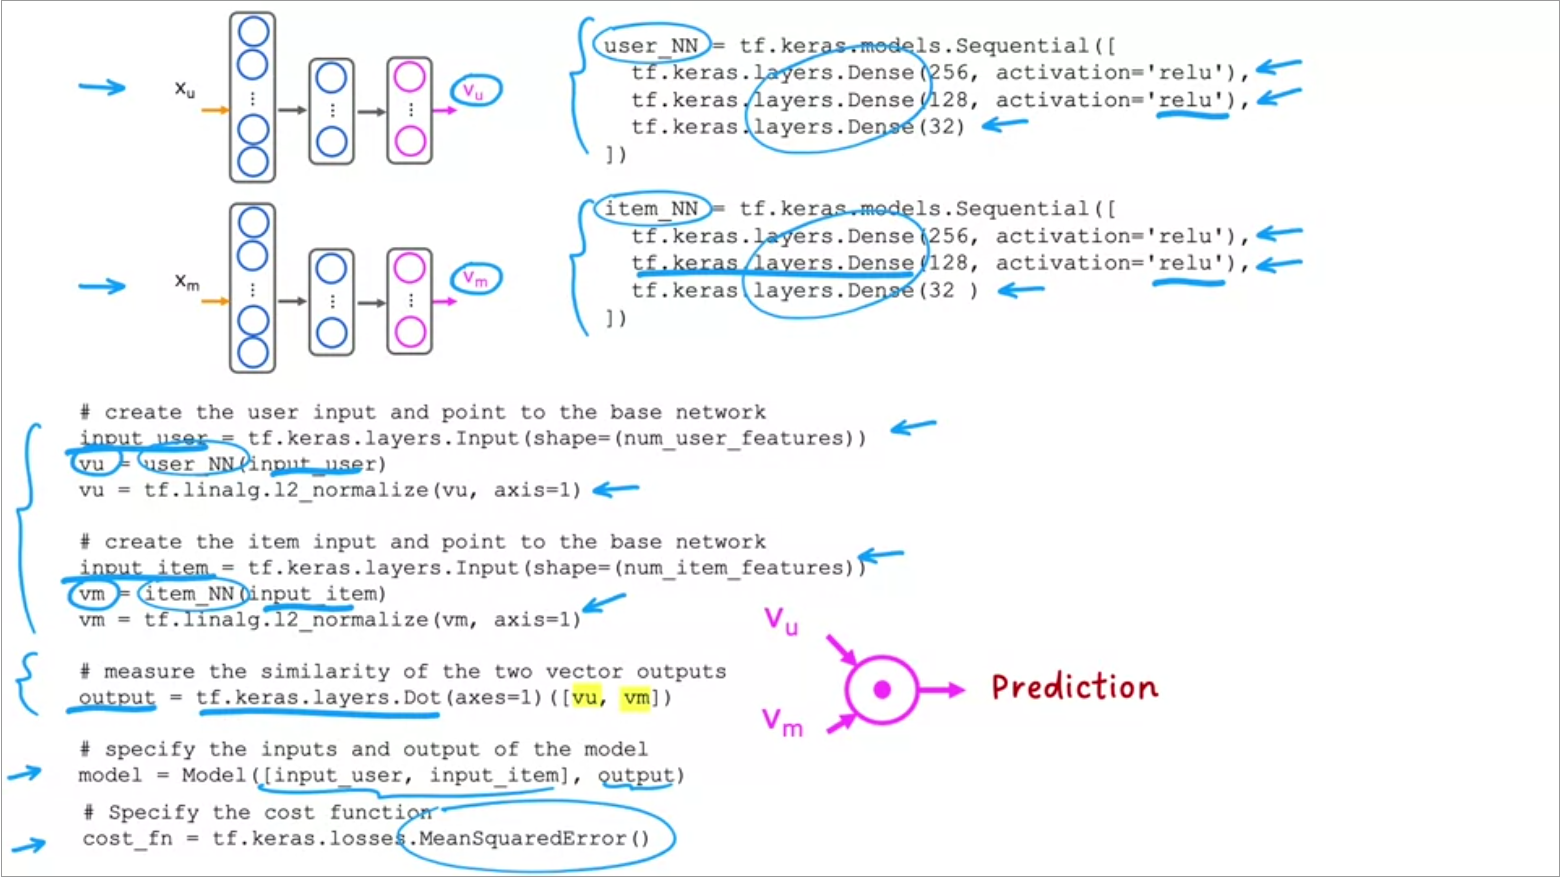 x_u
v_u
user_NN = tf.keras.models.Sequential([
tf.keras.layers.Dense(256, activation='relu'),
tf.keras.layers.Dense(128, activation='relu'),
tf.keras.layers.Dense(32)
])
x_m
v_m
item_NN = tf.keras.models.Sequential([
tf.keras.layers.Dense(256, activation='relu'),
tf.keras.layers.Dense(128, activation='relu'),
tf.keras.layers.Dense(32 )
])
# create the user input and point to the base network
input_user = tf.keras.layers.Input(shape=(num_user_features))
vu = user_NN(input_user)
vu = tf.linalg.l2_normalize(vu, axis=1)
# create the item input and point to the base network
input_item = tf.keras.layers.Input(shape=(num_item_features))
vm = item_NN(input_item)
vm = tf.linalg.l2_normalize(vm, axis=1)
# measure the similarity of the two vector outputs
output = tf.keras.layers.Dot(axes=1)([vu, vm])
# specify the inputs and output of the model
model = Model([input_user, input_item], output)
# Specify the cost function
cost_fn = tf.keras.losses.MeanSquaredError()
v_u
v_m
Prediction